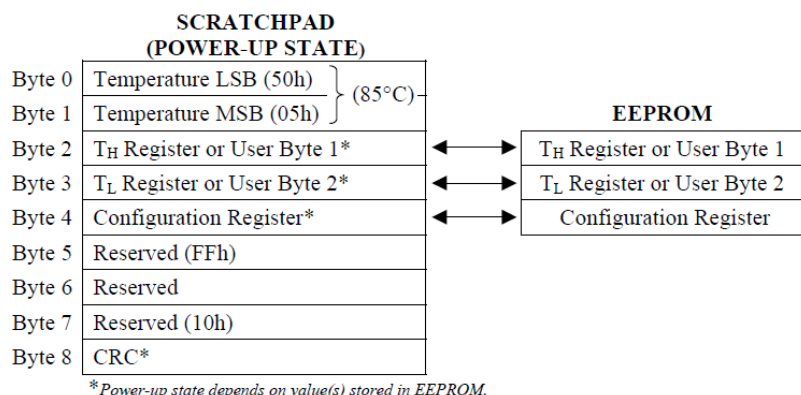 SCRATCHPAD
(POWER-UP STATE)
Byte 0 Temperature LSB (50h)
(85°C)
Byte 1 Temperature MSB (05h)
EEPROM
Byte 2 TH Register or User Byte 1* TH Register or User Byte 1
Byte 3 TL Register or User Byte 2* TL Register or User Byte 2
Byte 4 Configuration Register* Configuration Register
Byte 5 Reserved (FFh)
Byte 6 Reserved
Byte 7 Reserved (10h)
Byte 8 CRC*
*Power-up state depends on value(s) stored in EEPROM.